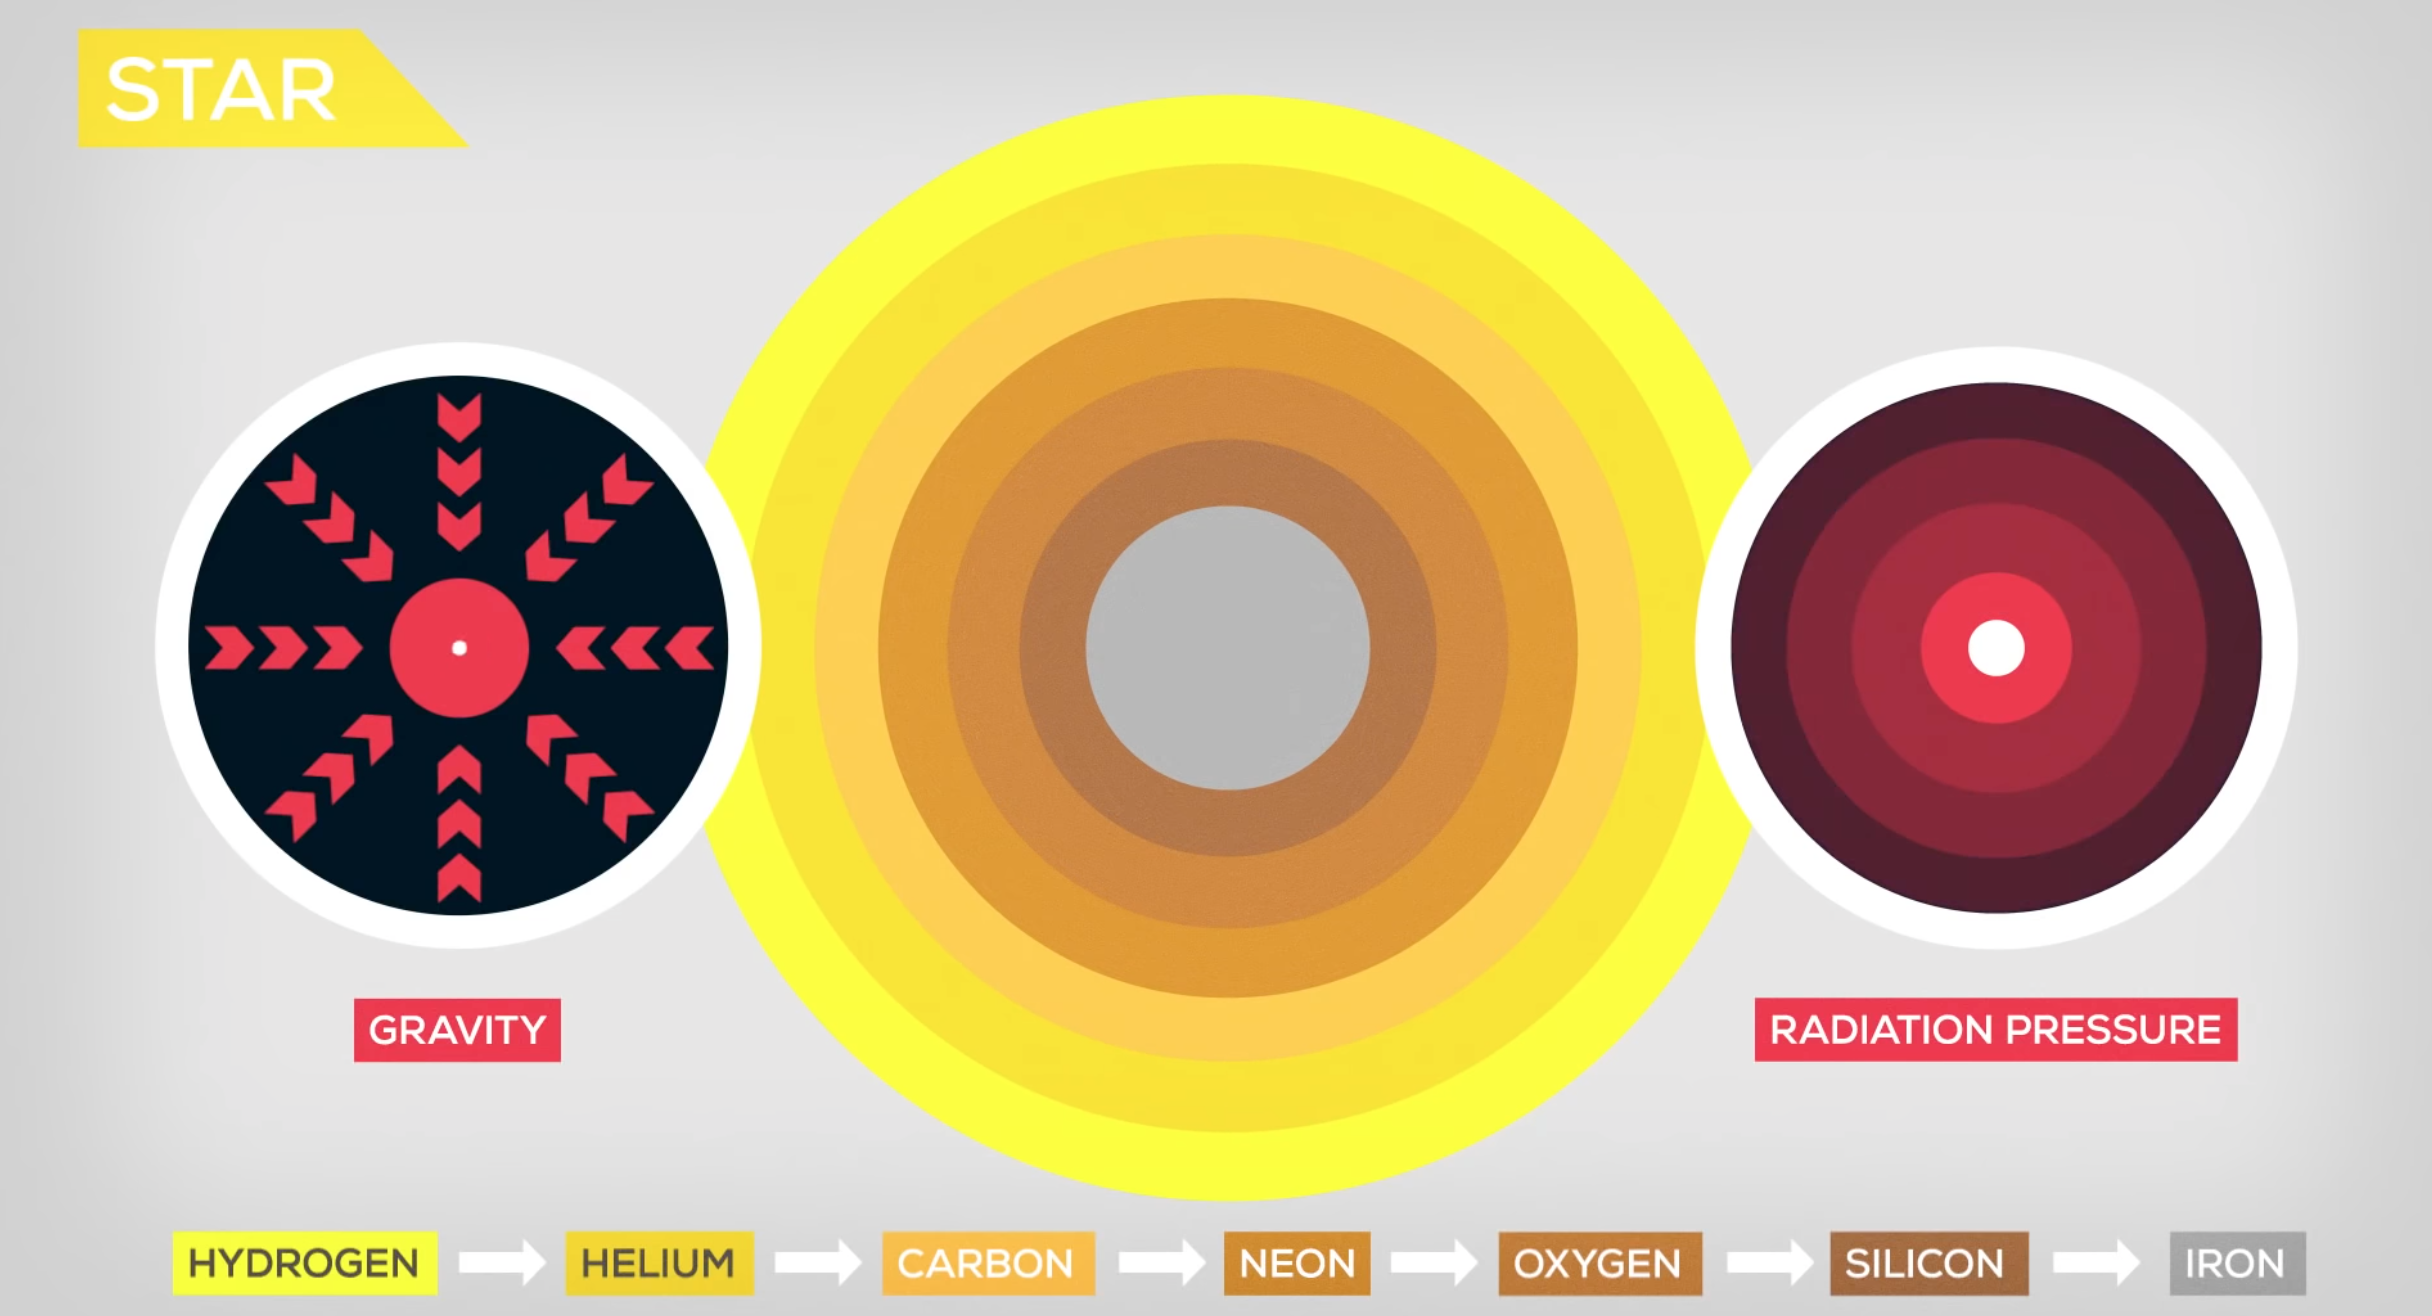 STAR
GRAVITY
RADIATION PRESSURE
HYDROGEN
HELIUM
CARBON
NEON
OXYGEN
SILICON
IRON